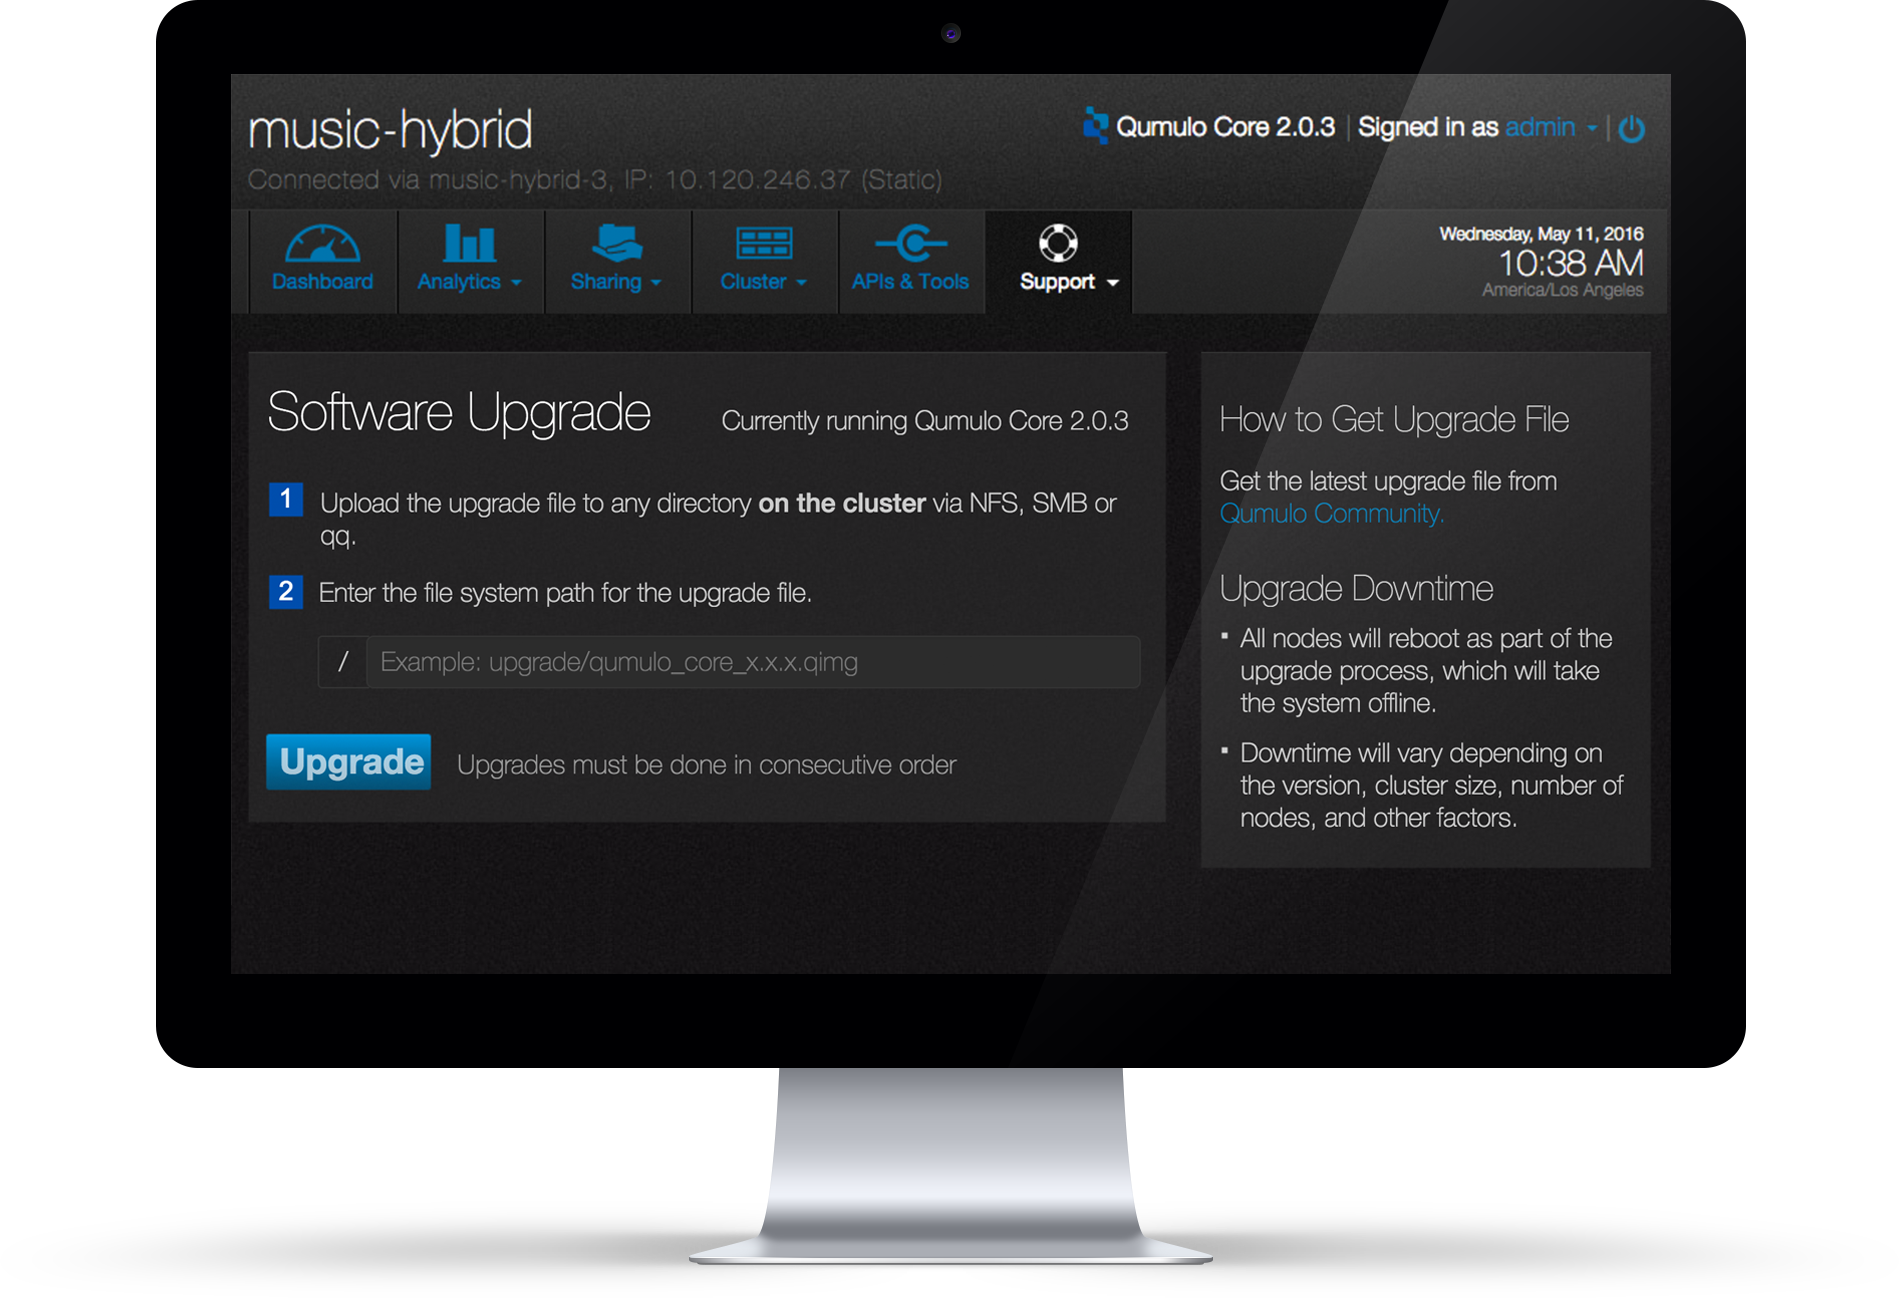 music-hybrid
Qumulo Core 2.0.3 | Signed in as admin
Connected via music-hybrid-3, IP: 10.120.246.37 (Static)
Dashboard
Analytics
Sharing
Cluster
APIs & Tools
Support
Wednesday, May 11, 2016
10:38 AM
America/Los Angeles
Software Upgrade
Currently running Qumulo Core 2.0.3
1 Upload the upgrade file to any directory on the cluster via NFS, SMB or
qq.
2 Enter the file system path for the upgrade file.
/ Example: upgrade/qumulo_core_x.x.x.qimg
Upgrade
Upgrades must be done in consecutive order
How to Get Upgrade File
Get the latest upgrade file from
Qumulo Community.
Upgrade Downtime
▪ All nodes will reboot as part of the
upgrade process, which will take
the system offline.
▪ Downtime will vary depending on
the version, cluster size, number of
nodes, and other factors.